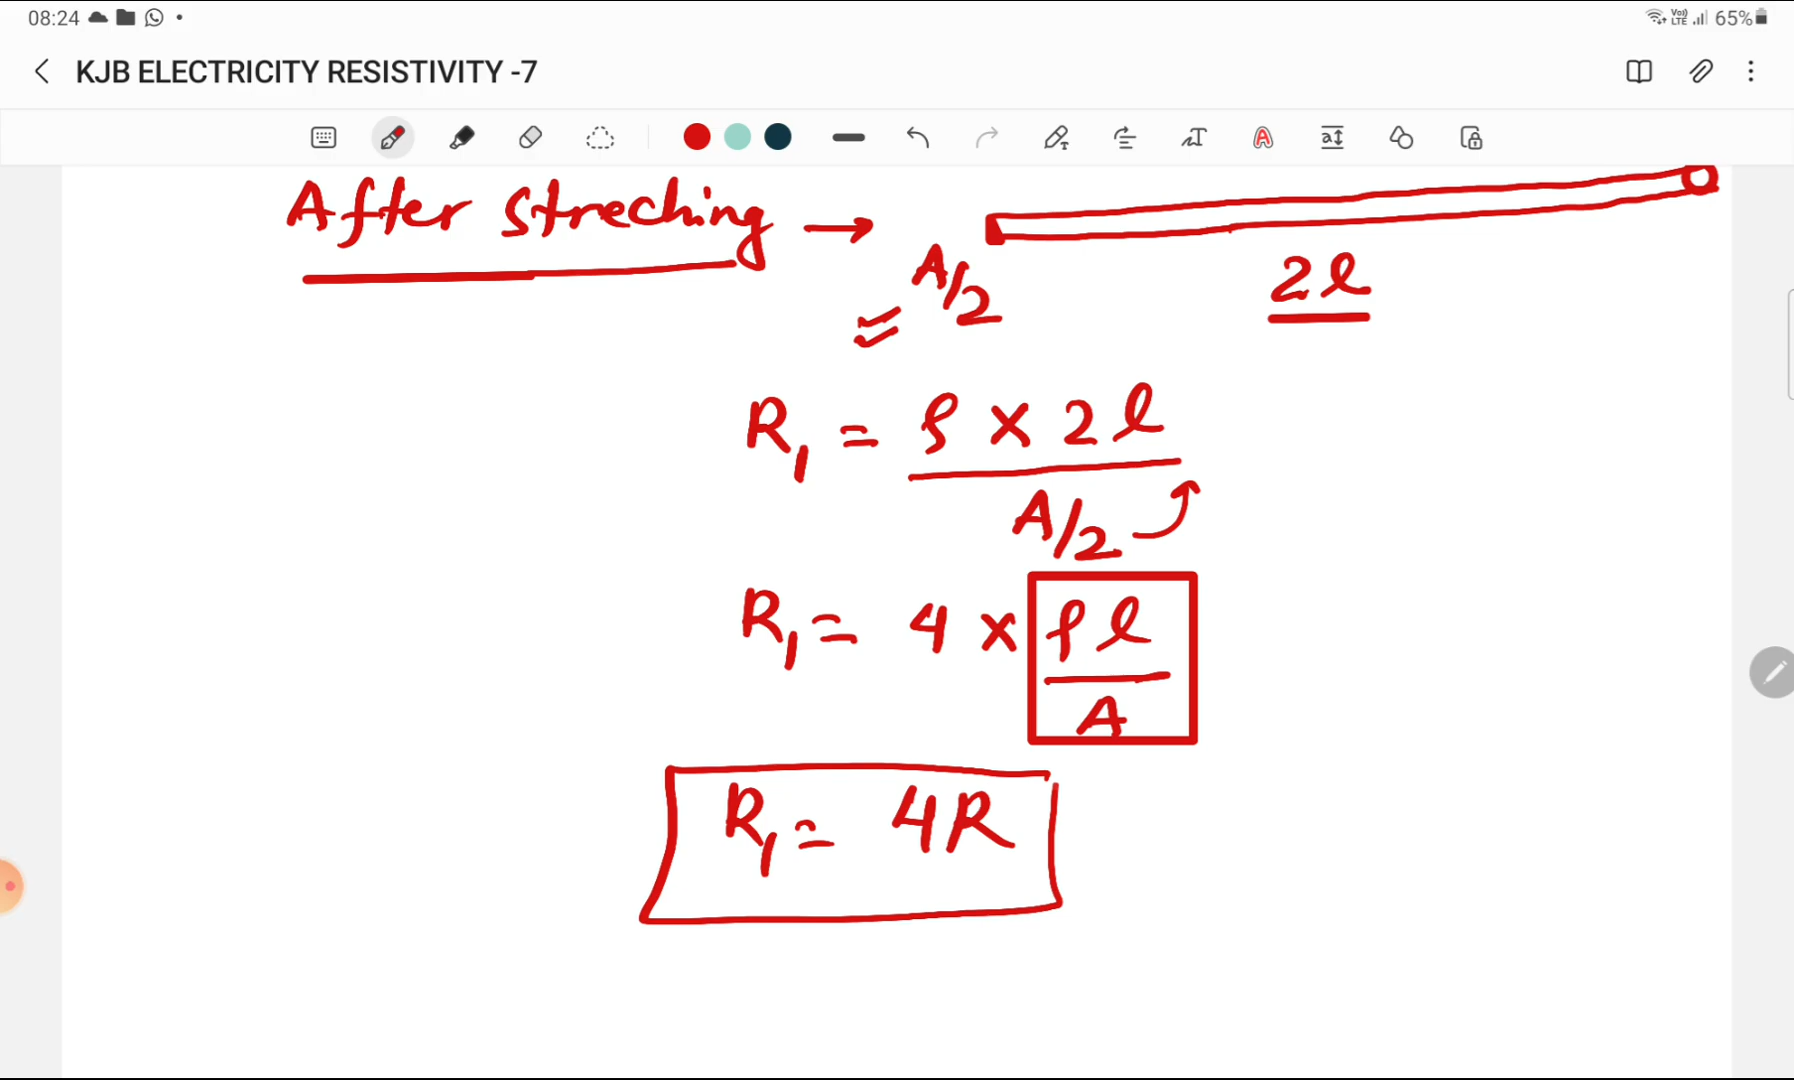 08:24
65%
KJB ELECTRICITY RESISTIVITY -7
After streching →
A/2
2l
R₁ = ρ × 2l
A/2
R₁ = 4 × ρl
A
R₁ = 4R